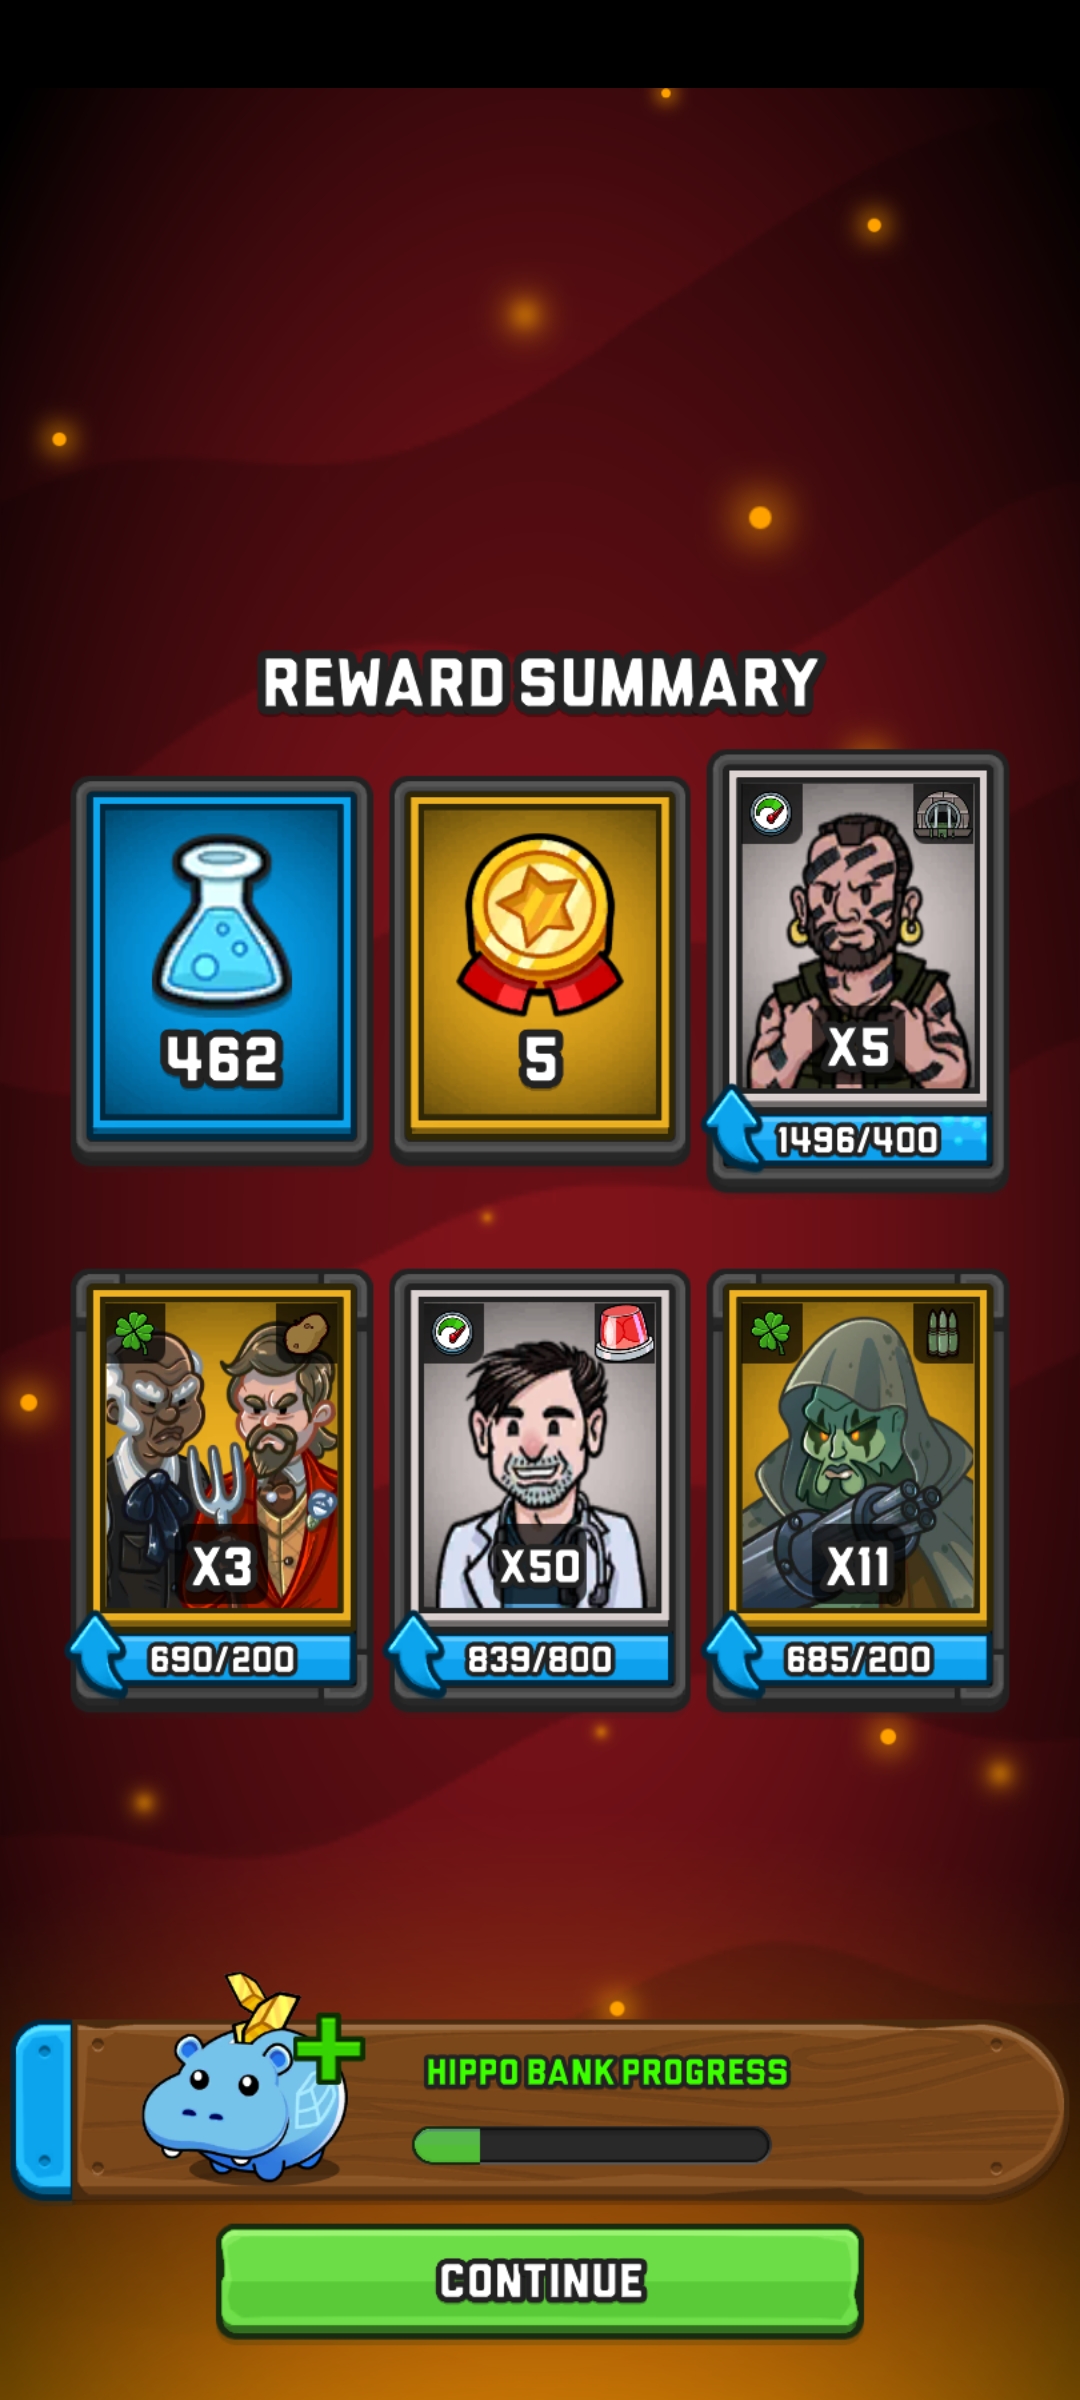 REWARD SUMMARY
462
5
X5
1496/400
X3
690/200
X50
839/800
X11
685/200
HIPPO BANK PROGRESS
CONTINUE